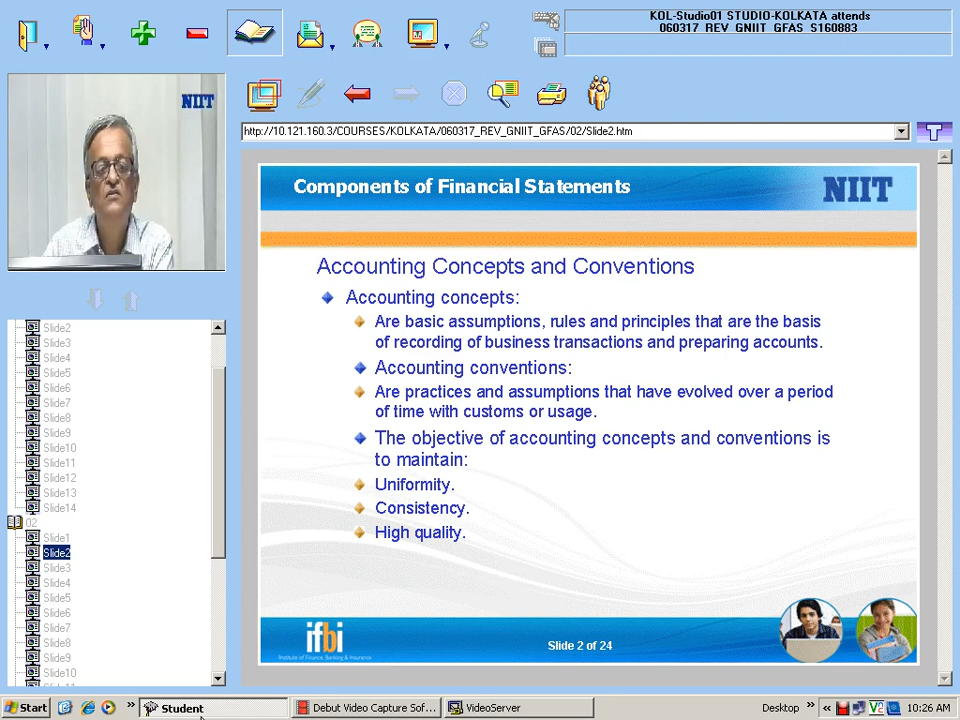 KOL-Studio01 STUDIO-KOLKATA attends
060317_REV_GNIIT_GFAS_S160883
NIIT
http://10.121.160.3/COURSES/KOLKATA/060317_REV_GNIIT_GFAS/02/Slide2.htm
T
Components of Financial Statements
NIIT
Accounting Concepts and Conventions
Accounting concepts:
Are basic assumptions, rules and principles that are the basis
of recording of business transactions and preparing accounts.
Accounting conventions:
Are practices and assumptions that have evolved over a period
of time with customs or usage.
The objective of accounting concepts and conventions is
to maintain:
Uniformity.
Consistency.
High quality.
ifbi
Institute of Finance, Banking & Insurance
Slide 2 of 24
Slide2
Slide3
Slide4
Slide5
Slide6
Slide7
Slide8
Slide9
Slide10
Slide11
Slide12
Slide13
Slide14
02
Slide1
Slide2
Slide3
Slide4
Slide5
Slide6
Slide7
Slide8
Slide9
Slide10
Start
Student
Debut Video Capture Sof...
VideoServer
Desktop
10:26 AM